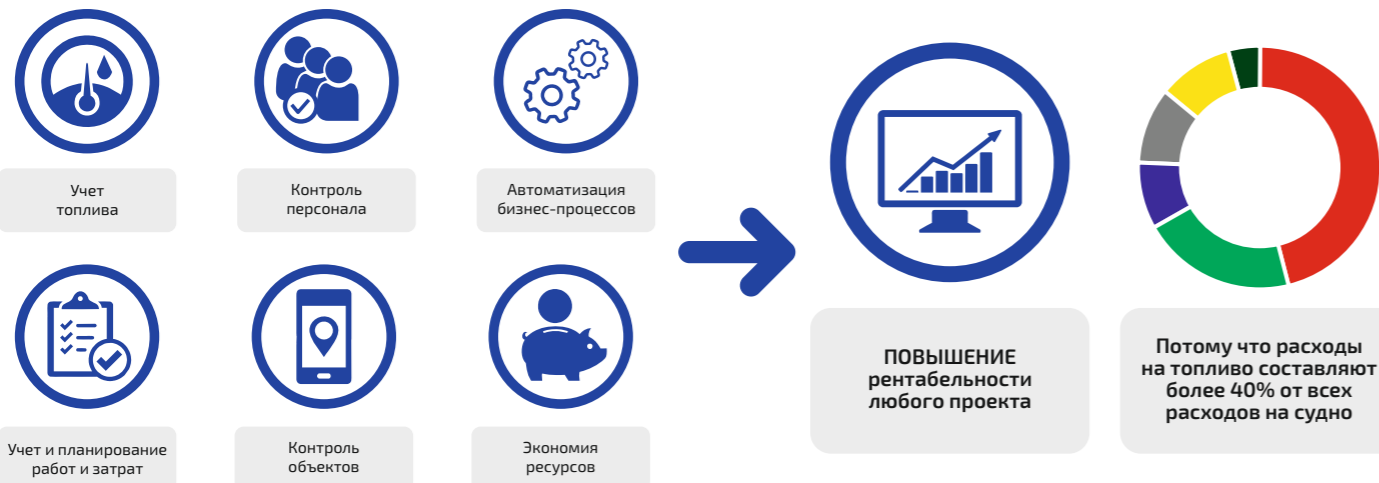 Учет
топлива
Контроль
персонала
Автоматизация
бизнес-процессов
Учет и планирование
работ и затрат
Контроль
объектов
Экономия
ресурсов
ПОВЫШЕНИЕ
рентабельности
любого проекта
Потому что расходы
на топливо составляют
более 40% от всех
расходов на судно